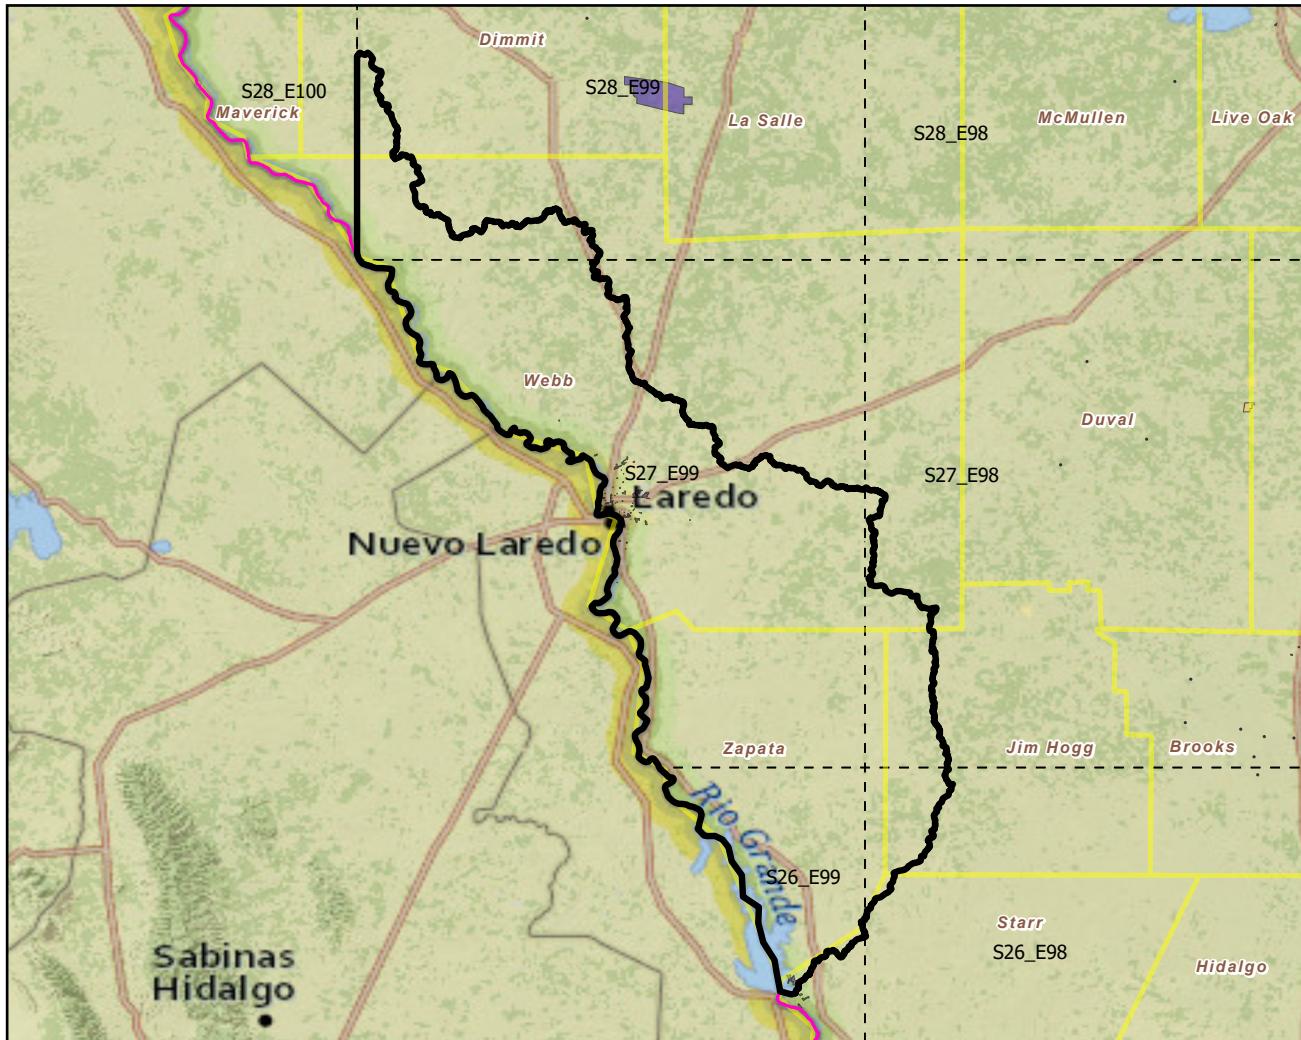 Dimmit
S28_E100
S28_E99
Maverick
La Salle
McMullen
Live Oak
S28_E98
Webb
Duval
S27_E99
S27_E98
Laredo
Nuevo Laredo
Zapata
Jim Hogg
Brooks
Rio Grande
S26_E99
Starr
S26_E98
Sabinas
Hidalgo
Hidalgo